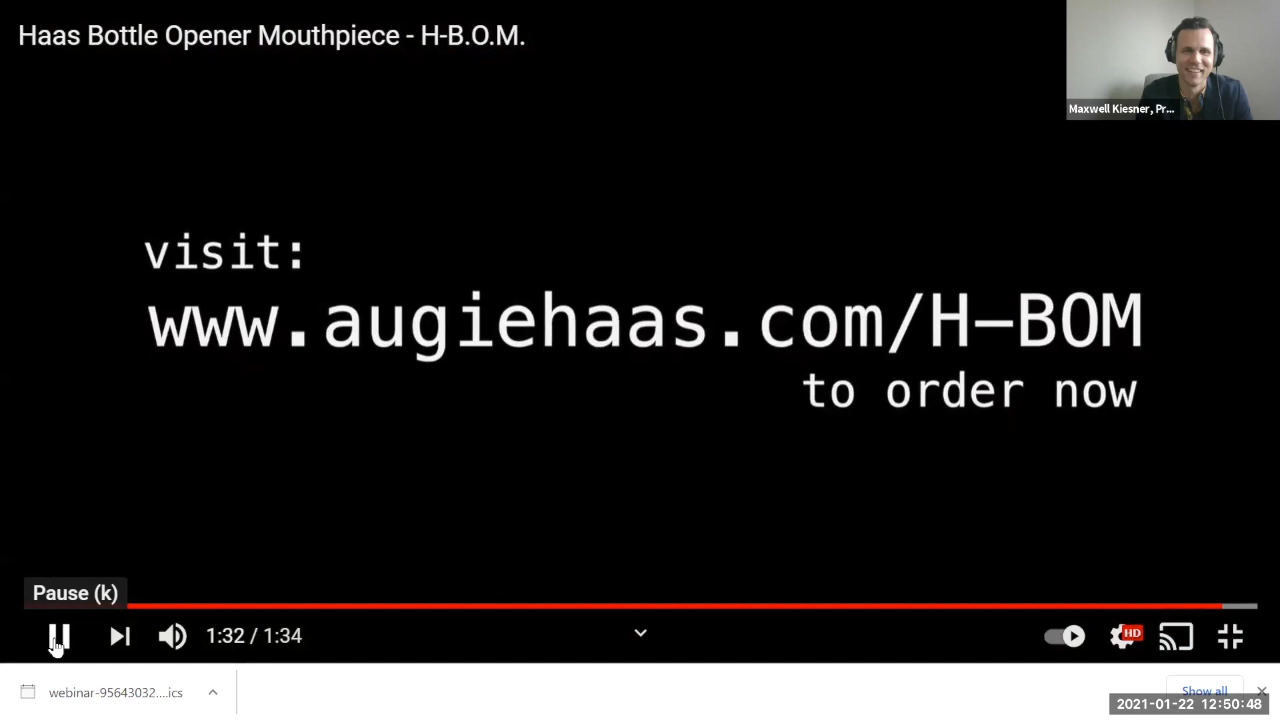 Haas Bottle Opener Mouthpiece - H-B.O.M.
Maxwell Kiesner, Pr...
visit:
www.augiehaas.com/H-BOM
to order now
Pause (k)
1:32 / 1:34
HD
webinar-95643032....ics
Show all
2021-01-22 12:50:48